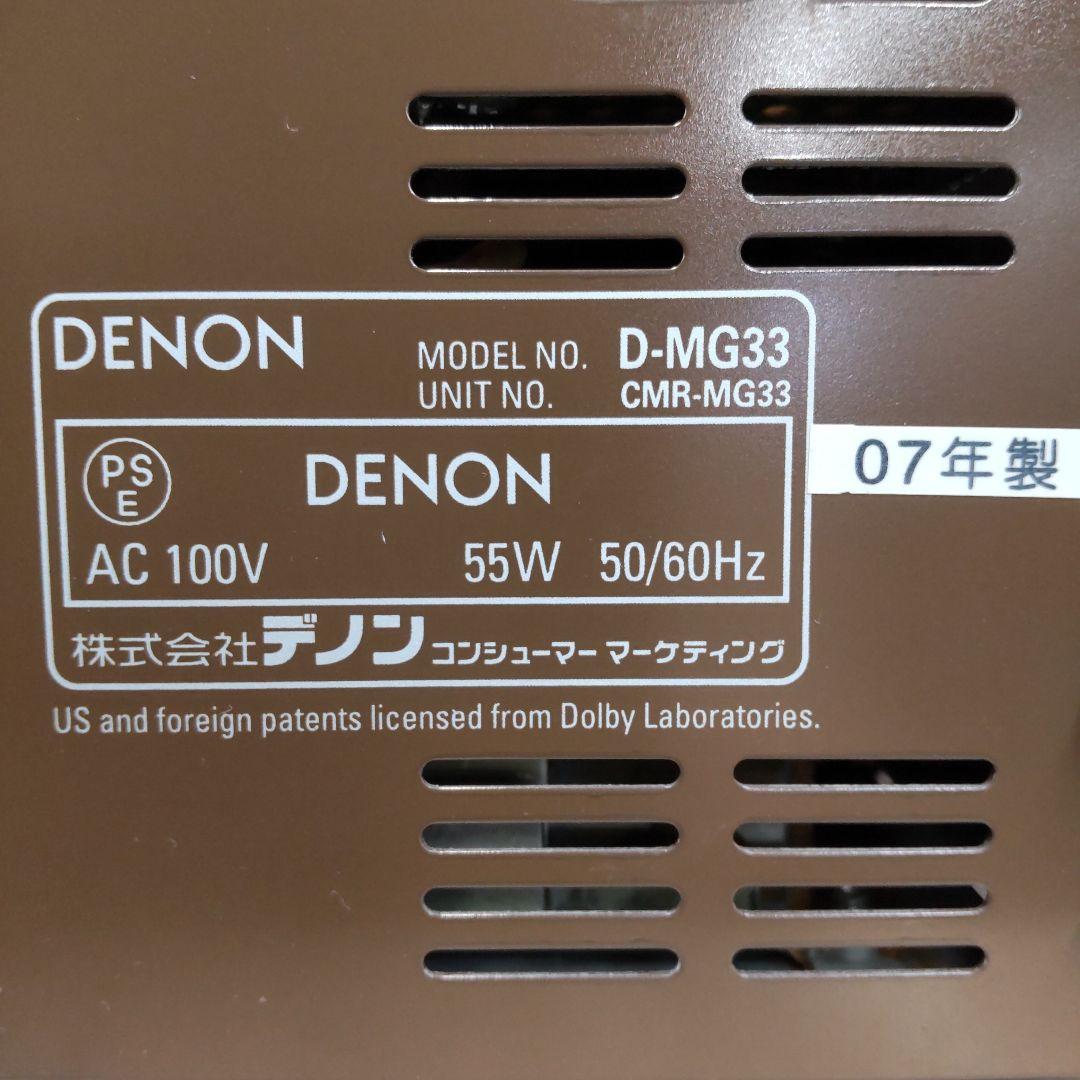 DENON MODEL NO. D-MG33
UNIT NO. CMR-MG33
PSE DENON
07年製
AC 100V 55W 50/60Hz
株式会社デノン コンシューマー マーケティング
US and foreign patents licensed from Dolby Laboratories.